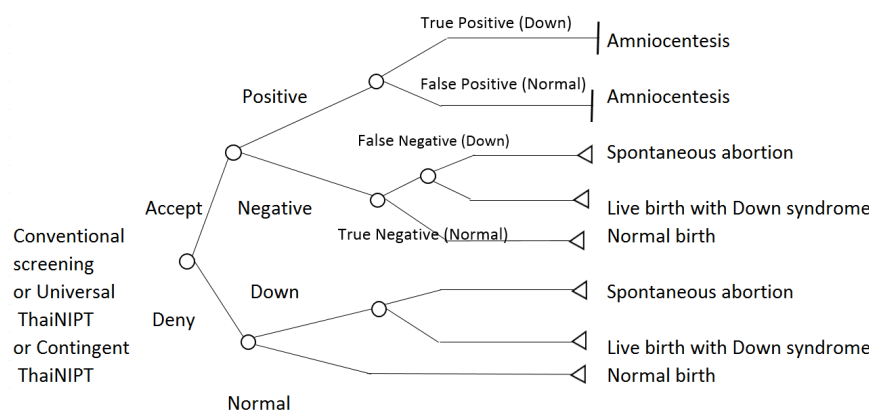 True Positive (Down)
Amniocentesis
False Positive (Normal)
Positive
Amniocentesis
False Negative (Down)
Spontaneous abortion
Accept
Negative
Live birth with Down syndrome
True Negative (Normal)
Normal birth
Conventional
screening
or Universal
ThaiNIPT
or Contingent
ThaiNIPT
Down
Spontaneous abortion
Deny
Live birth with Down syndrome
Normal birth
Normal